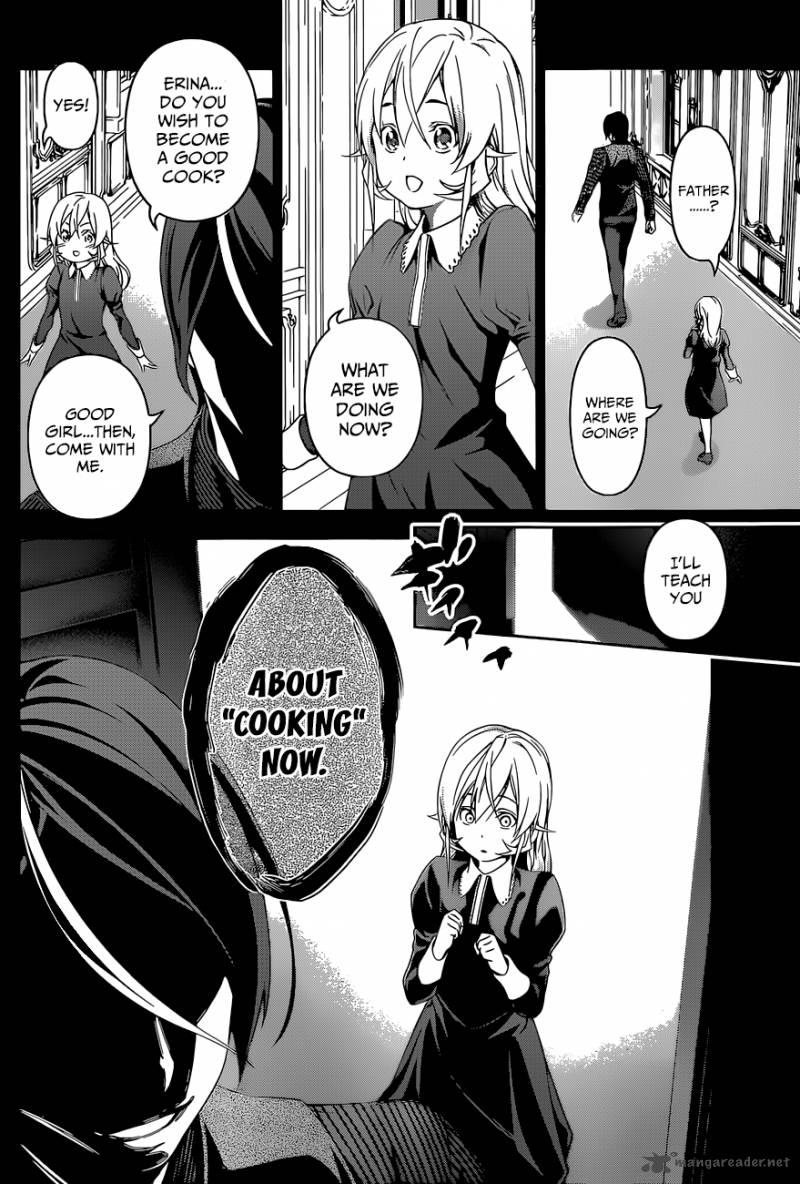 FATHER
......?
WHERE
ARE WE
GOING?
WHAT
ARE WE
DOING
NOW?
ERINA...
DO YOU
WISH TO
BECOME
A GOOD
COOK?
YES!
GOOD
GIRL...THEN,
COME WITH
ME.
I'LL
TEACH
YOU
ABOUT
"COOKING"
NOW.
mangareader.net